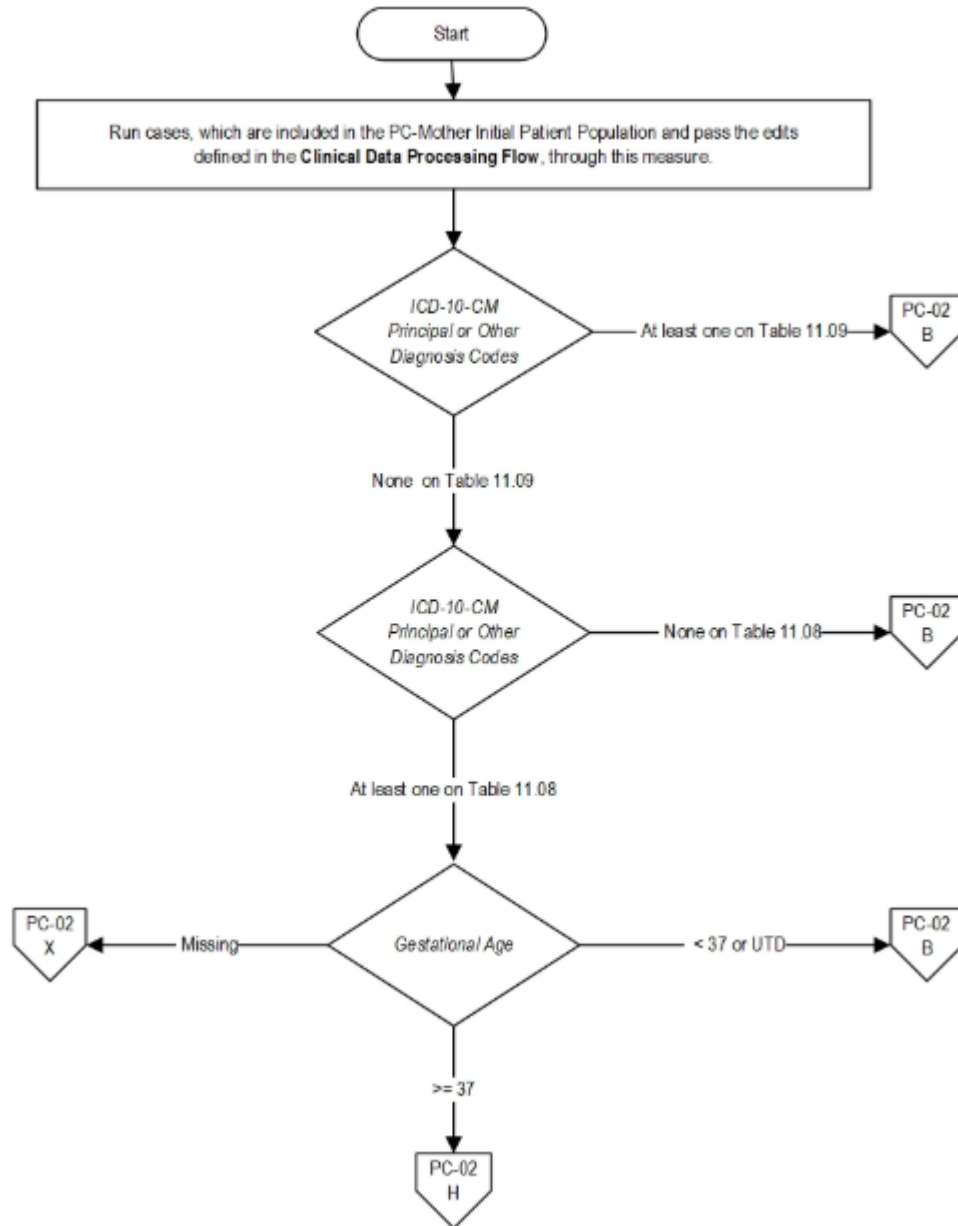 Start
Run cases, which are included in the PC-Mother Initial Patient Population and pass the edits
defined in the Clinical Data Processing Flow, through this measure.
ICD-10-CM
Principal or Other
Diagnosis Codes
At least one on Table 11.09
PC-02
B
None on Table 11.09
ICD-10-CM
Principal or Other
Diagnosis Codes
None on Table 11.08
PC-02
B
At least one on Table 11.08
PC-02
X
Missing
Gestational Age
< 37 or UTD
PC-02
B
>= 37
PC-02
H